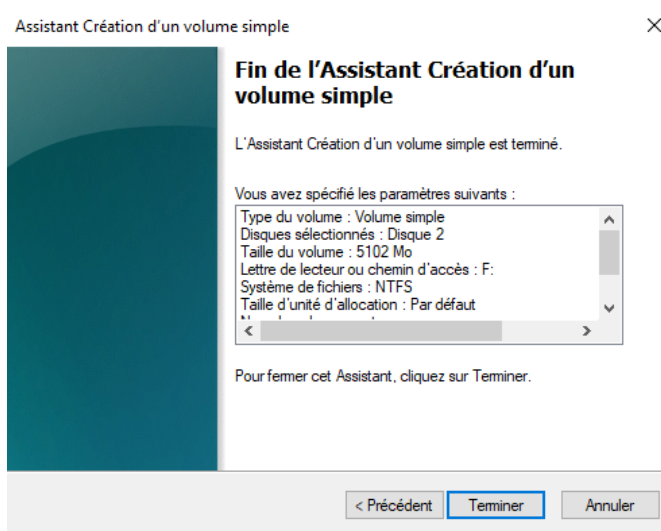 Assistant Création d'un volume simple
Fin de l'Assistant Création d'un
volume simple
L'Assistant Création d'un volume simple est terminé.
Vous avez spécifié les paramètres suivants :
Type du volume : Volume simple
Disques sélectionnés : Disque 2
Taille du volume : 5102 Mo
Lettre de lecteur ou chemin d'accès : F:
Système de fichiers : NTFS
Taille d'unité d'allocation : Par défaut
Pour fermer cet Assistant, cliquez sur Terminer.
< Précédent
Terminer
Annuler